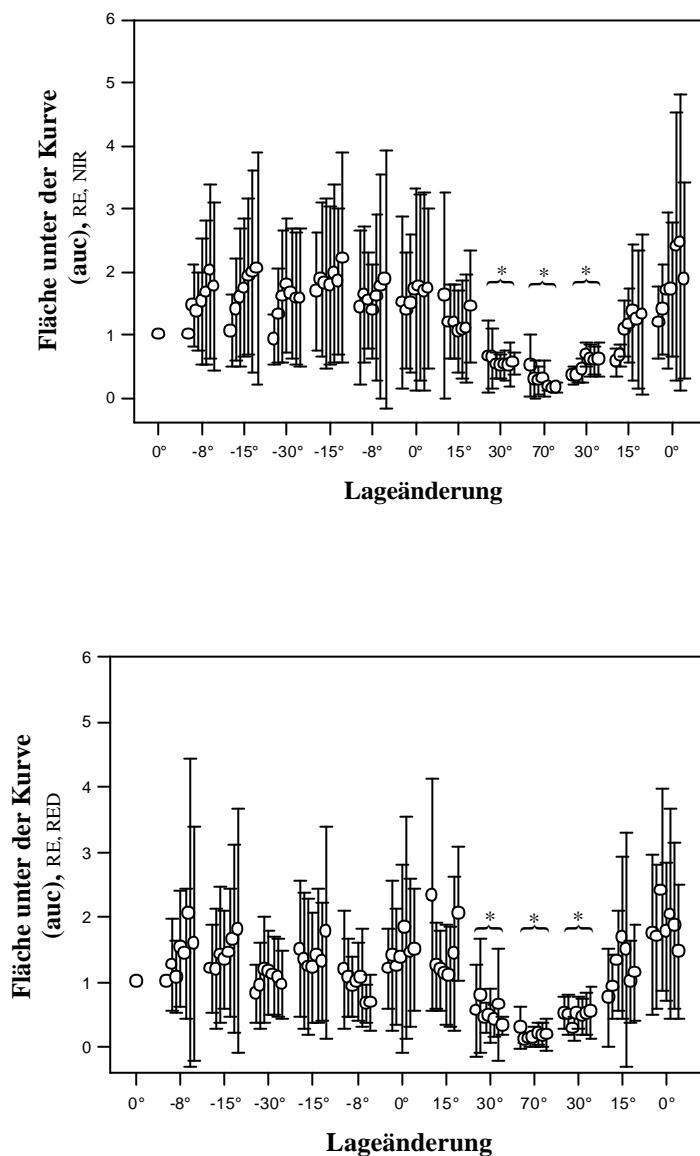 6
5
4
3
2
1
0
Fläche unter der Kurve
(auc), RE, NIR
* * *
0° -8° -15° -30° -15° -8° 0° 15° 30° 70° 30° 15° 0°
Lageänderung
6
5
4
3
2
1
0
Fläche unter der Kurve
(auc), RE, RED
* * *
0° -8° -15° -30° -15° -8° 0° 15° 30° 70° 30° 15° 0°
Lageänderung